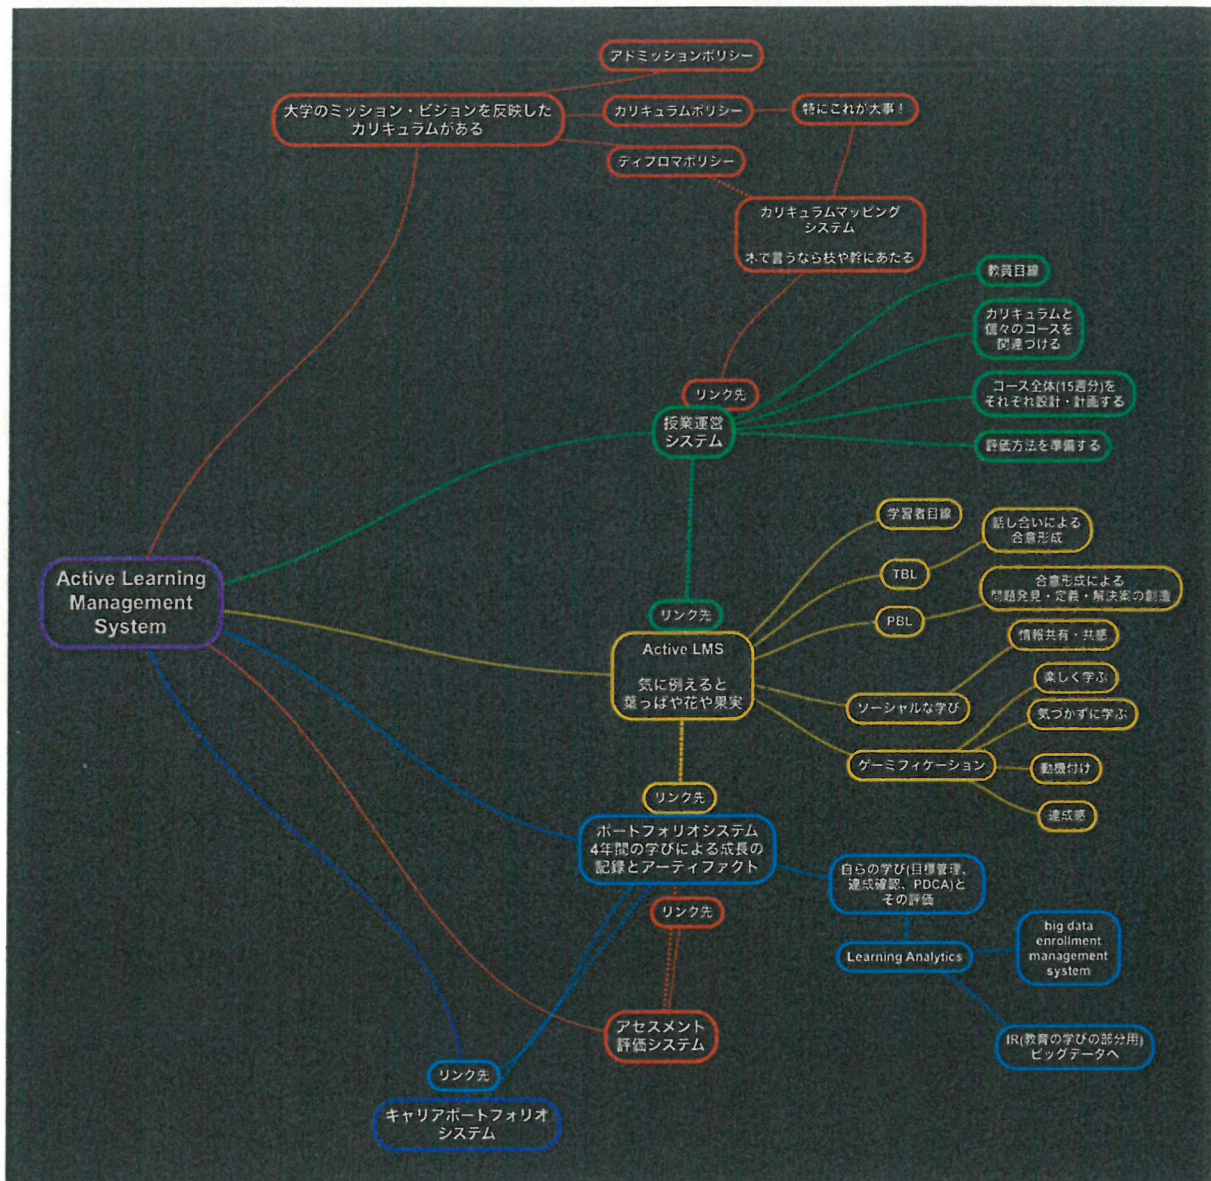 アドミッションポリシー
大学のミッション・ビジョンを反映した
カリキュラムがある
カリキュラムポリシー
特にこれが大事！
ディプロマポリシー
カリキュラムマッピング
システム
木で言うなら枝や幹にあたる
教員目線
カリキュラムと
個々のコースを
関連づける
リンク先
コース全体(15週分)を
それぞれ設計・計画する
授業運営
システム
評価方法を準備する
学習者目線
話し合いによる
合意形成
Active Learning
Management
System
TBL
合意形成による
問題発見・定義・解決案の創造
リンク先
PBL
Active LMS
気に例えると
葉っぱや花や果実
情報共有・共感
ソーシャルな学び
楽しく学ぶ
気づかずに学ぶ
ゲーミフィケーション
動機付け
達成感
リンク先
ポートフォリオシステム
4年間の学びによる成長の
記録とアーティファクト
自らの学び(目標管理、
達成確認、PDCA)と
その評価
リンク先
Learning Analytics
big data
enrollment
management
system
アセスメント
評価システム
IR(教育の学びの部分用)
ビッグデータへ
リンク先
キャリアポートフォリオ
システム